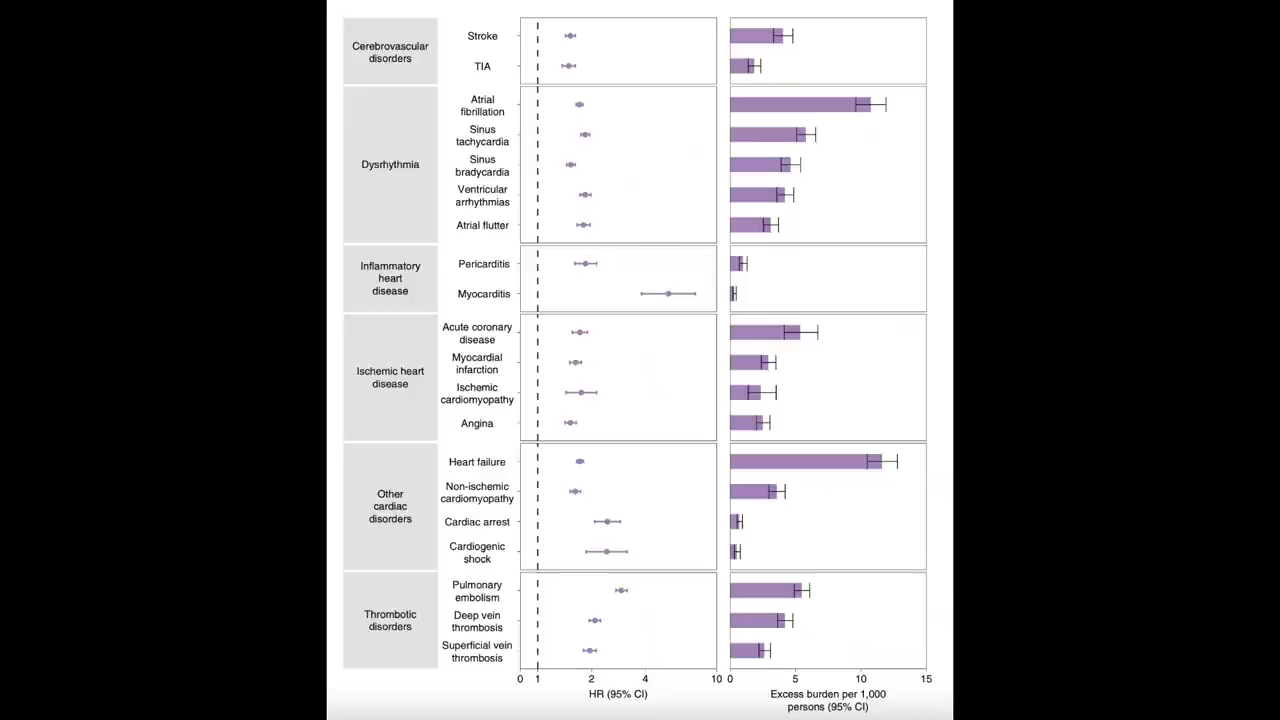 Cerebrovascular
disorders
Stroke
TIA
Dysrhythmia
Atrial
fibrillation
Sinus
tachycardia
Sinus
bradycardia
Ventricular
arrhythmias
Atrial flutter
Inflammatory
heart
disease
Pericarditis
Myocarditis
Ischemic heart
disease
Acute coronary
disease
Myocardial
infarction
Ischemic
cardiomyopathy
Angina
Other
cardiac
disorders
Heart failure
Non-ischemic
cardiomyopathy
Cardiac arrest
Cardiogenic
shock
Thrombotic
disorders
Pulmonary
embolism
Deep vein
thrombosis
Superficial vein
thrombosis
0 1 2 4 10
HR (95% CI)
0 5 10 15
Excess burden per 1,000
persons (95% CI)